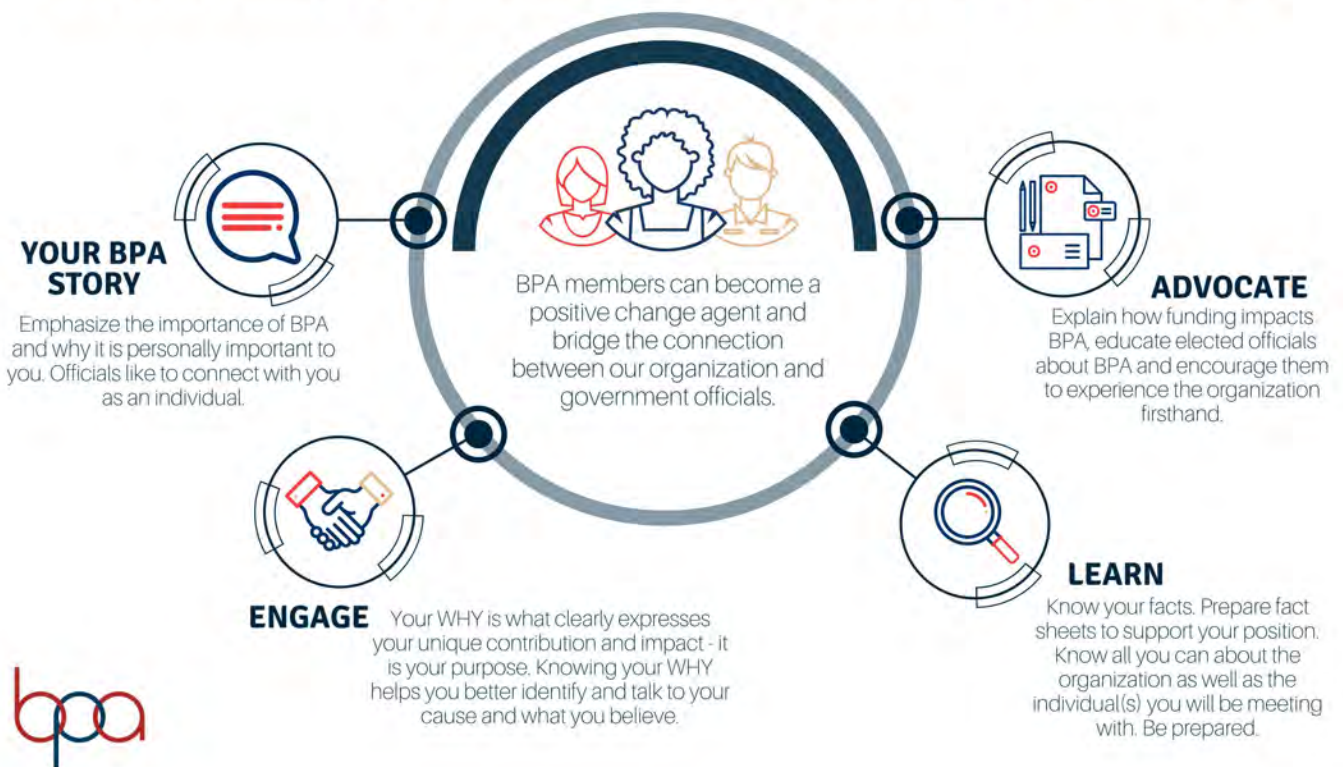 BPA members can become a
positive change agent and
bridge the connection
between our organization and
government officials.
YOUR BPA
STORY
Emphasize the importance of BPA
and why it is personally important to
you. Officials like to connect with you
as an individual.
ADVOCATE
Explain how funding impacts
BPA, educate elected officials
about BPA and encourage them
to experience the organization
firsthand.
ENGAGE
Your WHY is what clearly expresses
your unique contribution and impact - it
is your purpose. Knowing your WHY
helps you better identify and talk to your
cause and what you believe.
LEARN
Know your facts. Prepare fact
sheets to support your position.
Know all you can about the
organization as well as the
individual(s) you will be meeting
with. Be prepared.
bpa